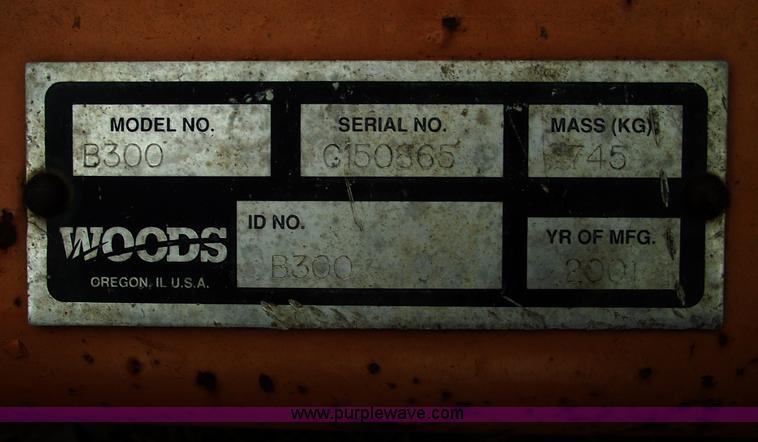 MODEL NO.
B300
SERIAL NO.
G150865
MASS (KG)
745
WOODS
OREGON, IL U.S.A.
ID NO.
B300
YR OF MFG.
2001
www.purplewave.com